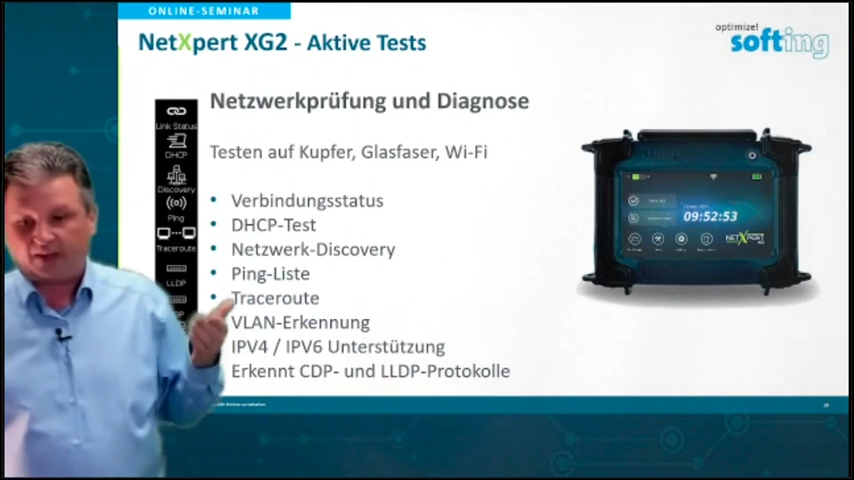 ONLINE-SEMINAR
NetXpert XG2 - Aktive Tests
optimize!
softing
Netzwerkprüfung und Diagnose
Link Status
DHCP
Discovery
Ping
Traceroute
LLDP
Testen auf Kupfer, Glasfaser, Wi-Fi
• Verbindungsstatus
• DHCP-Test
• Netzwerk-Discovery
• Ping-Liste
• Traceroute
VLAN-Erkennung
IPV4 / IPV6 Unterstützung
Erkennt CDP- und LLDP-Protokolle
09:52:53
NETXPERT